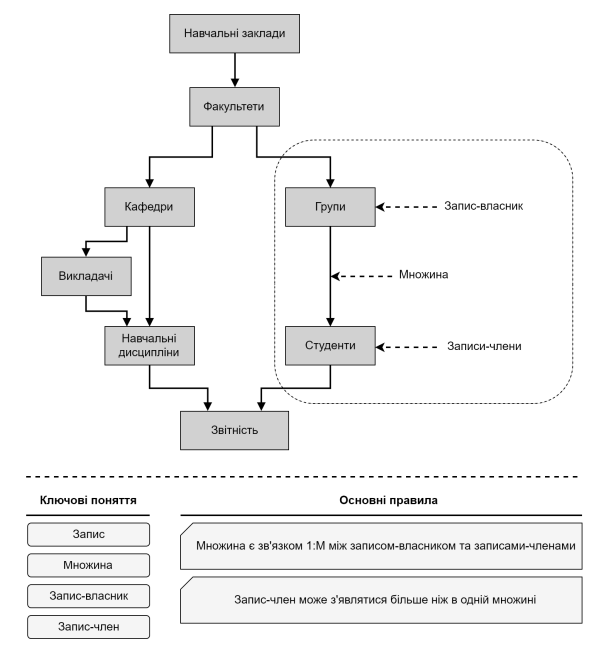 Навчальні заклади
Факультети
Кафедри
Групи
Запис-власник
Викладачі
Множина
Навчальні
дисципліни
Студенти
Записи-члени
Звітність
Ключові поняття
Основні правила
Запис
Множина
Запис-власник
Запис-член
Множина є зв'язком 1:М між записом-власником та записами-членами
Запис-член може з'являтися більше ніж в одній множині